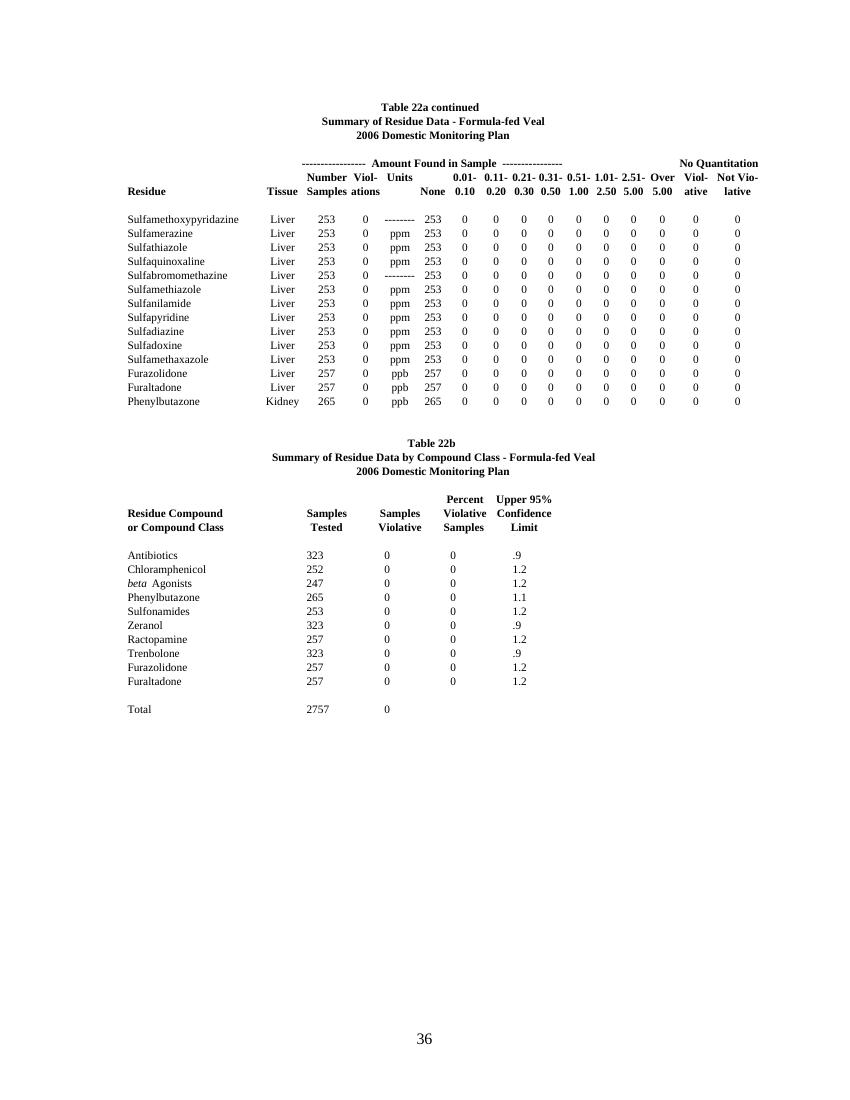 Table 22a continued
Summary of Residue Data - Formula-fed Veal
2006 Domestic Monitoring Plan
----------------- Amount Found in Sample ---------------- No Quantitation
Number Viol- Units 0.01- 0.11- 0.21- 0.31- 0.51- 1.01- 2.51- Over Viol- Not Vio-
Residue Tissue Samples ations None 0.10 0.20 0.30 0.50 1.00 2.50 5.00 5.00 ative lative
Sulfamethoxypyridazine Liver 253 0 -------- 253 0 0 0 0 0 0 0 0 0 0
Sulfamerazine Liver 253 0 ppm 253 0 0 0 0 0 0 0 0 0 0
Sulfathiazole Liver 253 0 ppm 253 0 0 0 0 0 0 0 0 0 0
Sulfaquinoxaline Liver 253 0 ppm 253 0 0 0 0 0 0 0 0 0 0
Sulfabromomethazine Liver 253 0 -------- 253 0 0 0 0 0 0 0 0 0 0
Sulfamethiazole Liver 253 0 ppm 253 0 0 0 0 0 0 0 0 0 0
Sulfanilamide Liver 253 0 ppm 253 0 0 0 0 0 0 0 0 0 0
Sulfapyridine Liver 253 0 ppm 253 0 0 0 0 0 0 0 0 0 0
Sulfadiazine Liver 253 0 ppm 253 0 0 0 0 0 0 0 0 0 0
Sulfadoxine Liver 253 0 ppm 253 0 0 0 0 0 0 0 0 0 0
Sulfamethaxazole Liver 253 0 ppm 253 0 0 0 0 0 0 0 0 0 0
Furazolidone Liver 257 0 ppb 257 0 0 0 0 0 0 0 0 0 0
Furaltadone Liver 257 0 ppb 257 0 0 0 0 0 0 0 0 0 0
Phenylbutazone Kidney 265 0 ppb 265 0 0 0 0 0 0 0 0 0 0
Table 22b
Summary of Residue Data by Compound Class - Formula-fed Veal
2006 Domestic Monitoring Plan
Percent Upper 95%
Residue Compound Samples Samples Violative Confidence
or Compound Class Tested Violative Samples Limit
Antibiotics 323 0 0 .9
Chloramphenicol 252 0 0 1.2
beta Agonists 247 0 0 1.2
Phenylbutazone 265 0 0 1.1
Sulfonamides 253 0 0 1.2
Zeranol 323 0 0 .9
Ractopamine 257 0 0 1.2
Trenbolone 323 0 0 .9
Furazolidone 257 0 0 1.2
Furaltadone 257 0 0 1.2
Total 2757 0
36